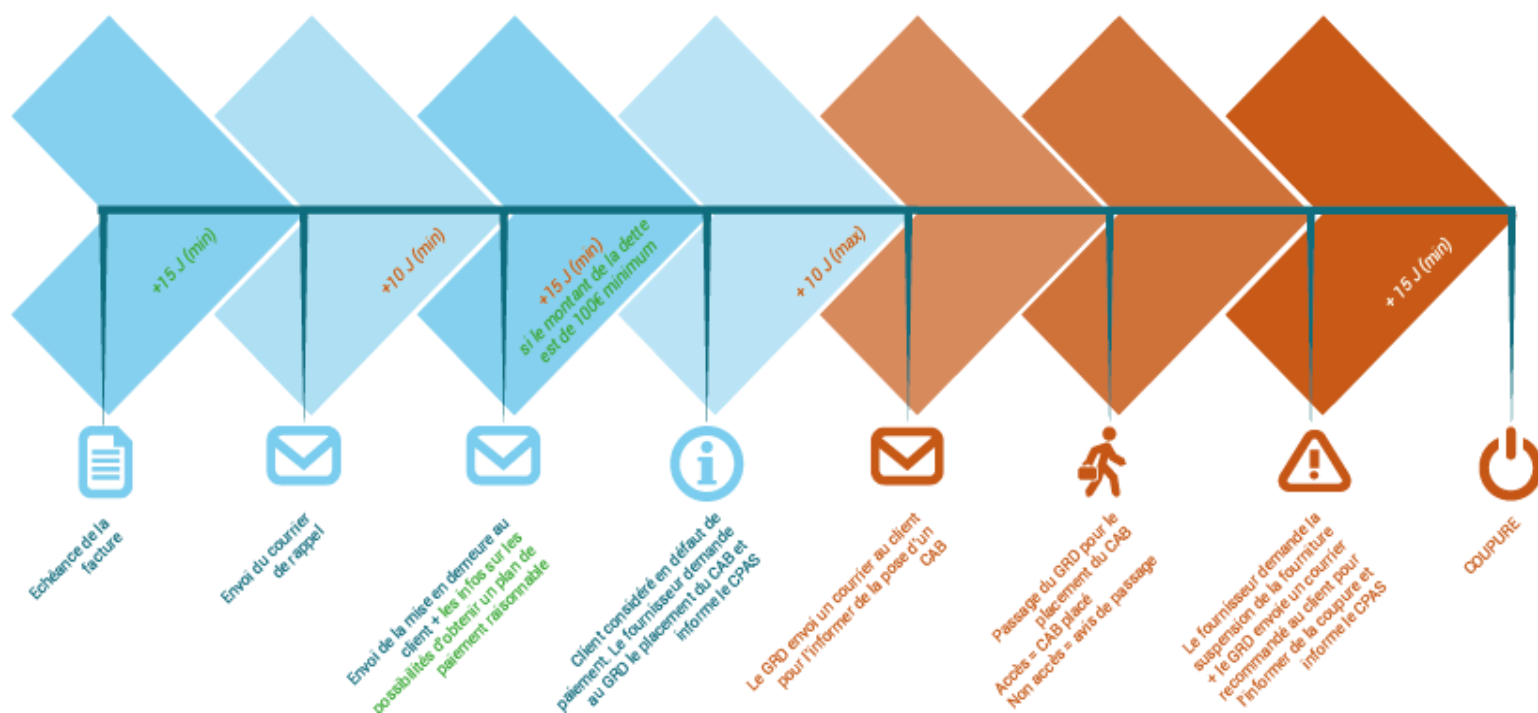 +15 J (min)
+10 J (min)
+15 J (min)
si le montant de la dette
est de 100€ minimum
+ 10 J (max)
+ 15 J (min)
Echéance de la
facture
Envoi du courrier
de rappel
Envoi de la mise en demeure au
client + les infos sur les
possibilités d'obtenir un plan de
paiement raisonnable
Client considéré en défaut de
paiement. Le fournisseur demande
au GRD le placement du CAB et
informe le CPAS
Le GRD envoi un courrier au client
pour l'informer de la pose d'un
CAB
Passage du GRD pour le
placement du CAB
Accès = CAB placé
Non accès = avis de passage
Le fournisseur demande la
suspension de la fourniture
+ le GRD envoie un courrier
recommandé au client pour
l'informer de la coupure et
informe le CPAS
COUPURE